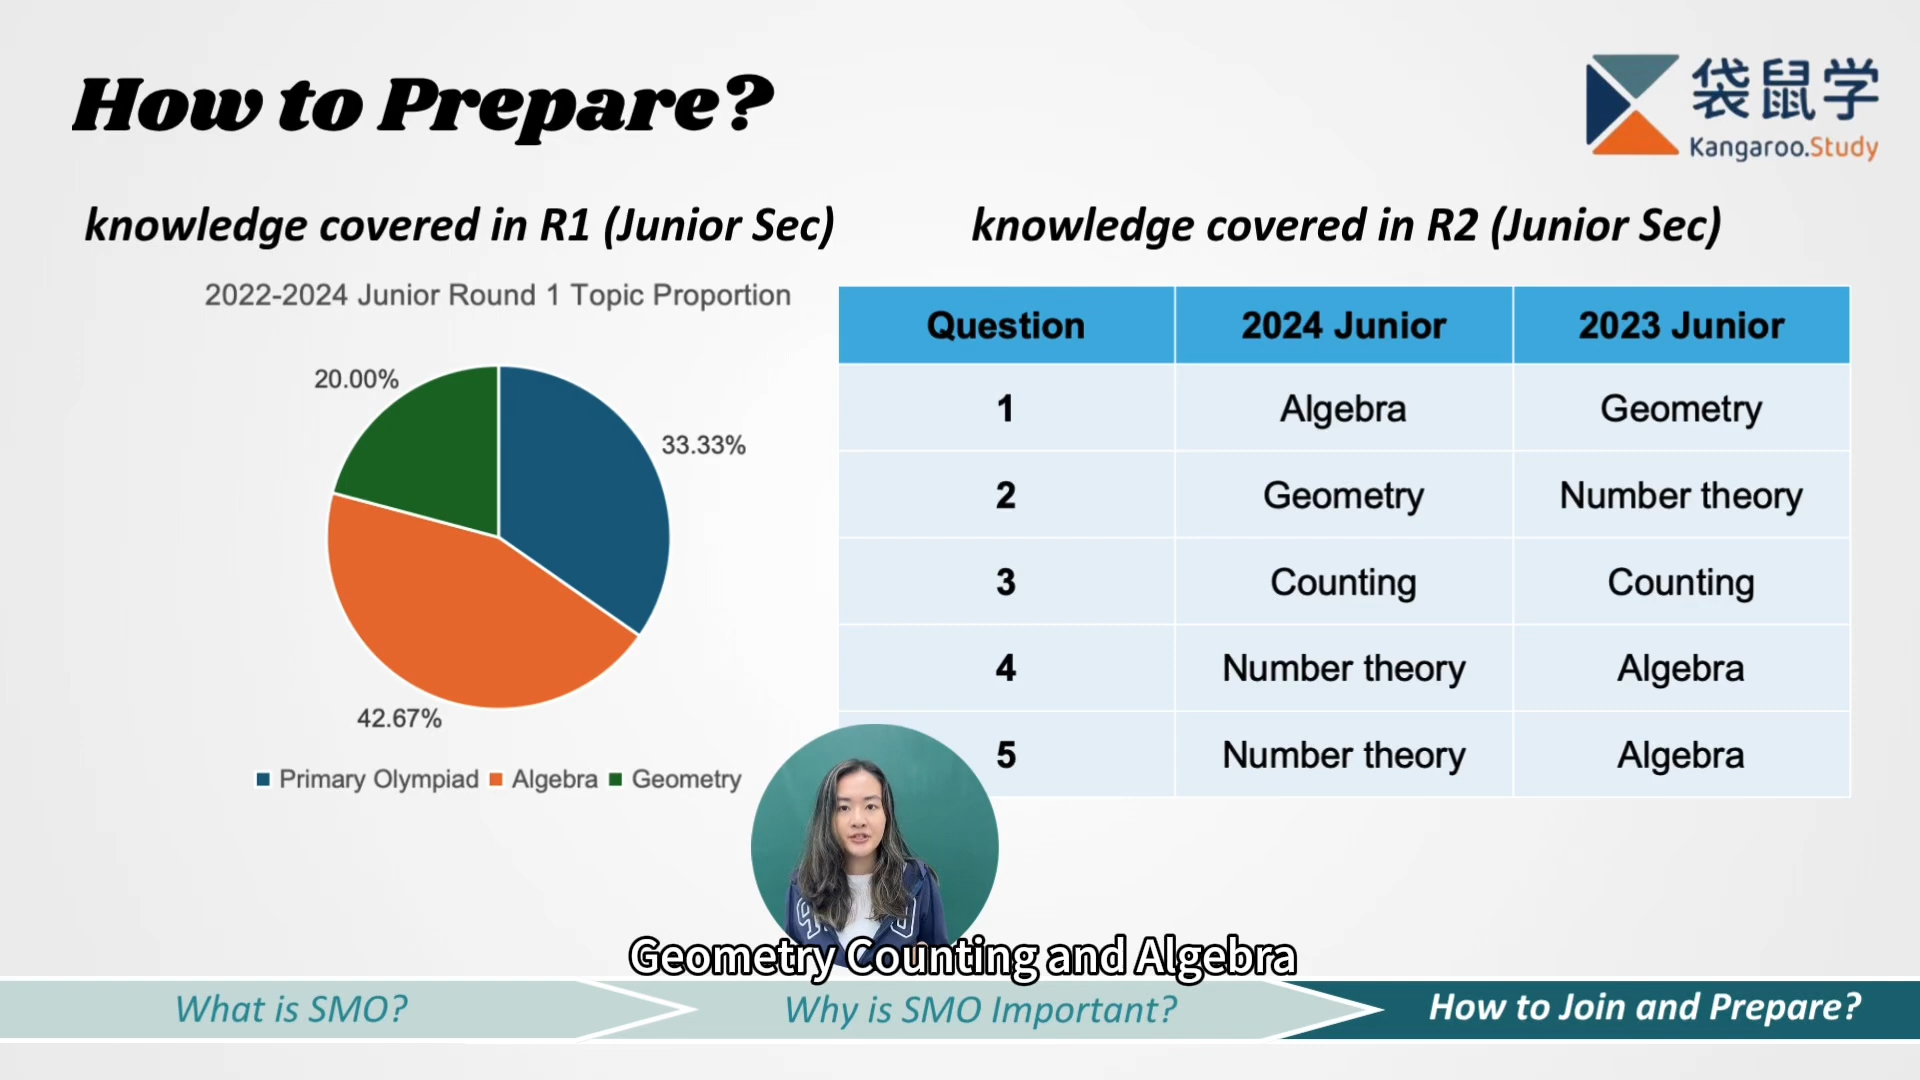 How to Prepare?
袋鼠学
Kangaroo.Study
knowledge covered in R1 (Junior Sec)
knowledge covered in R2 (Junior Sec)
2022-2024 Junior Round 1 Topic Proportion
20.00%
33.33%
42.67%
Primary Olympiad Algebra Geometry
Question 2024 Junior 2023 Junior
1 Algebra Geometry
2 Geometry Number theory
3 Counting Counting
4 Number theory Algebra
5 Number theory Algebra
Geometry Counting and Algebra
What is SMO? Why is SMO Important? How to Join and Prepare?